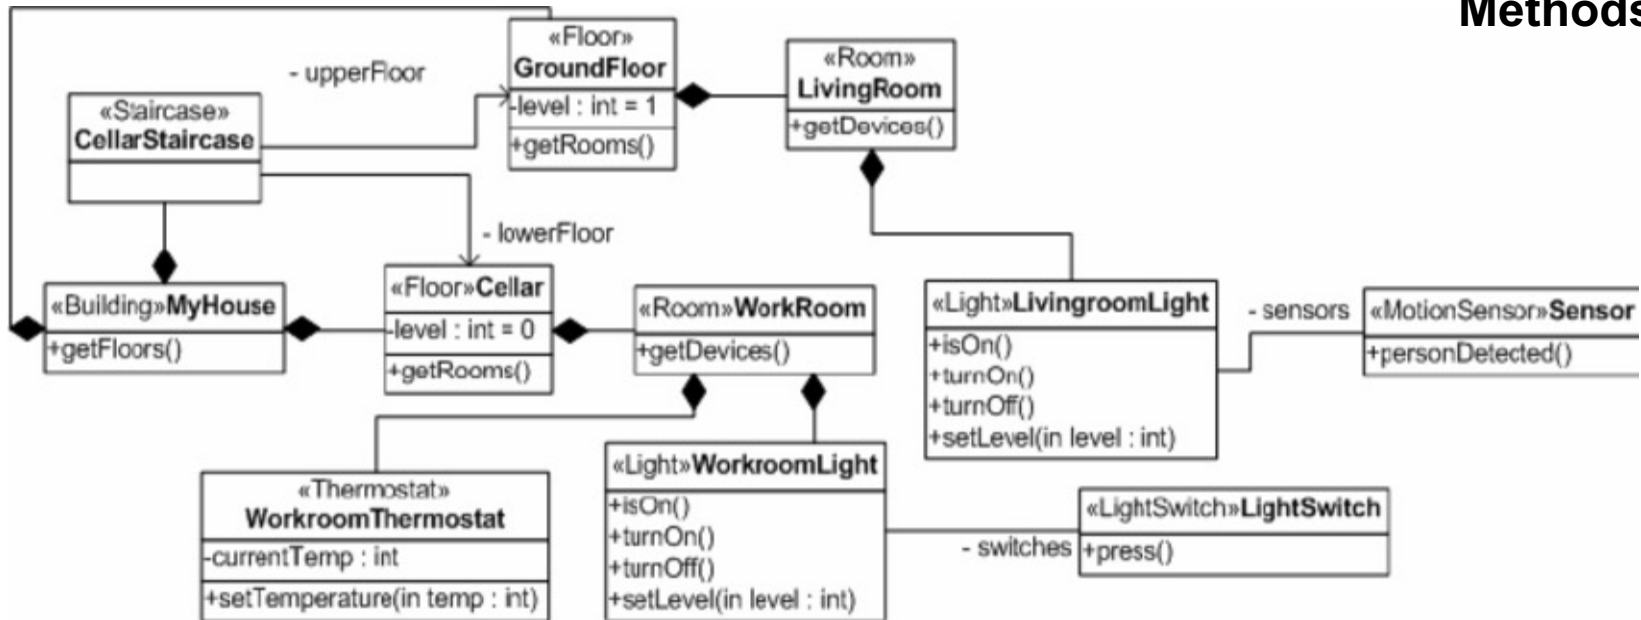 Methods
«Floor»
GroundFloor
-level : int = 1
+getRooms()
- upperFloor
«Room»
LivingRoom
+getDevices()
«Staircase»
CellarStaircase
- lowerFloor
«Building»MyHouse
+getFloors()
«Floor»Cellar
-level : int = 0
+getRooms()
«Room»WorkRoom
+getDevices()
«Light»LivingroomLight
+isOn()
+turnOn()
+turnOff()
+setLevel(in level : int)
- sensors
«MotionSensor»Sensor
+personDetected()
«Thermostat»
WorkroomThermostat
-currentTemp : int
+setTemperature(in temp : int)
«Light»WorkroomLight
+isOn()
+turnOn()
+turnOff()
+setLevel(in level : int)
- switches
«LightSwitch»LightSwitch
+press()